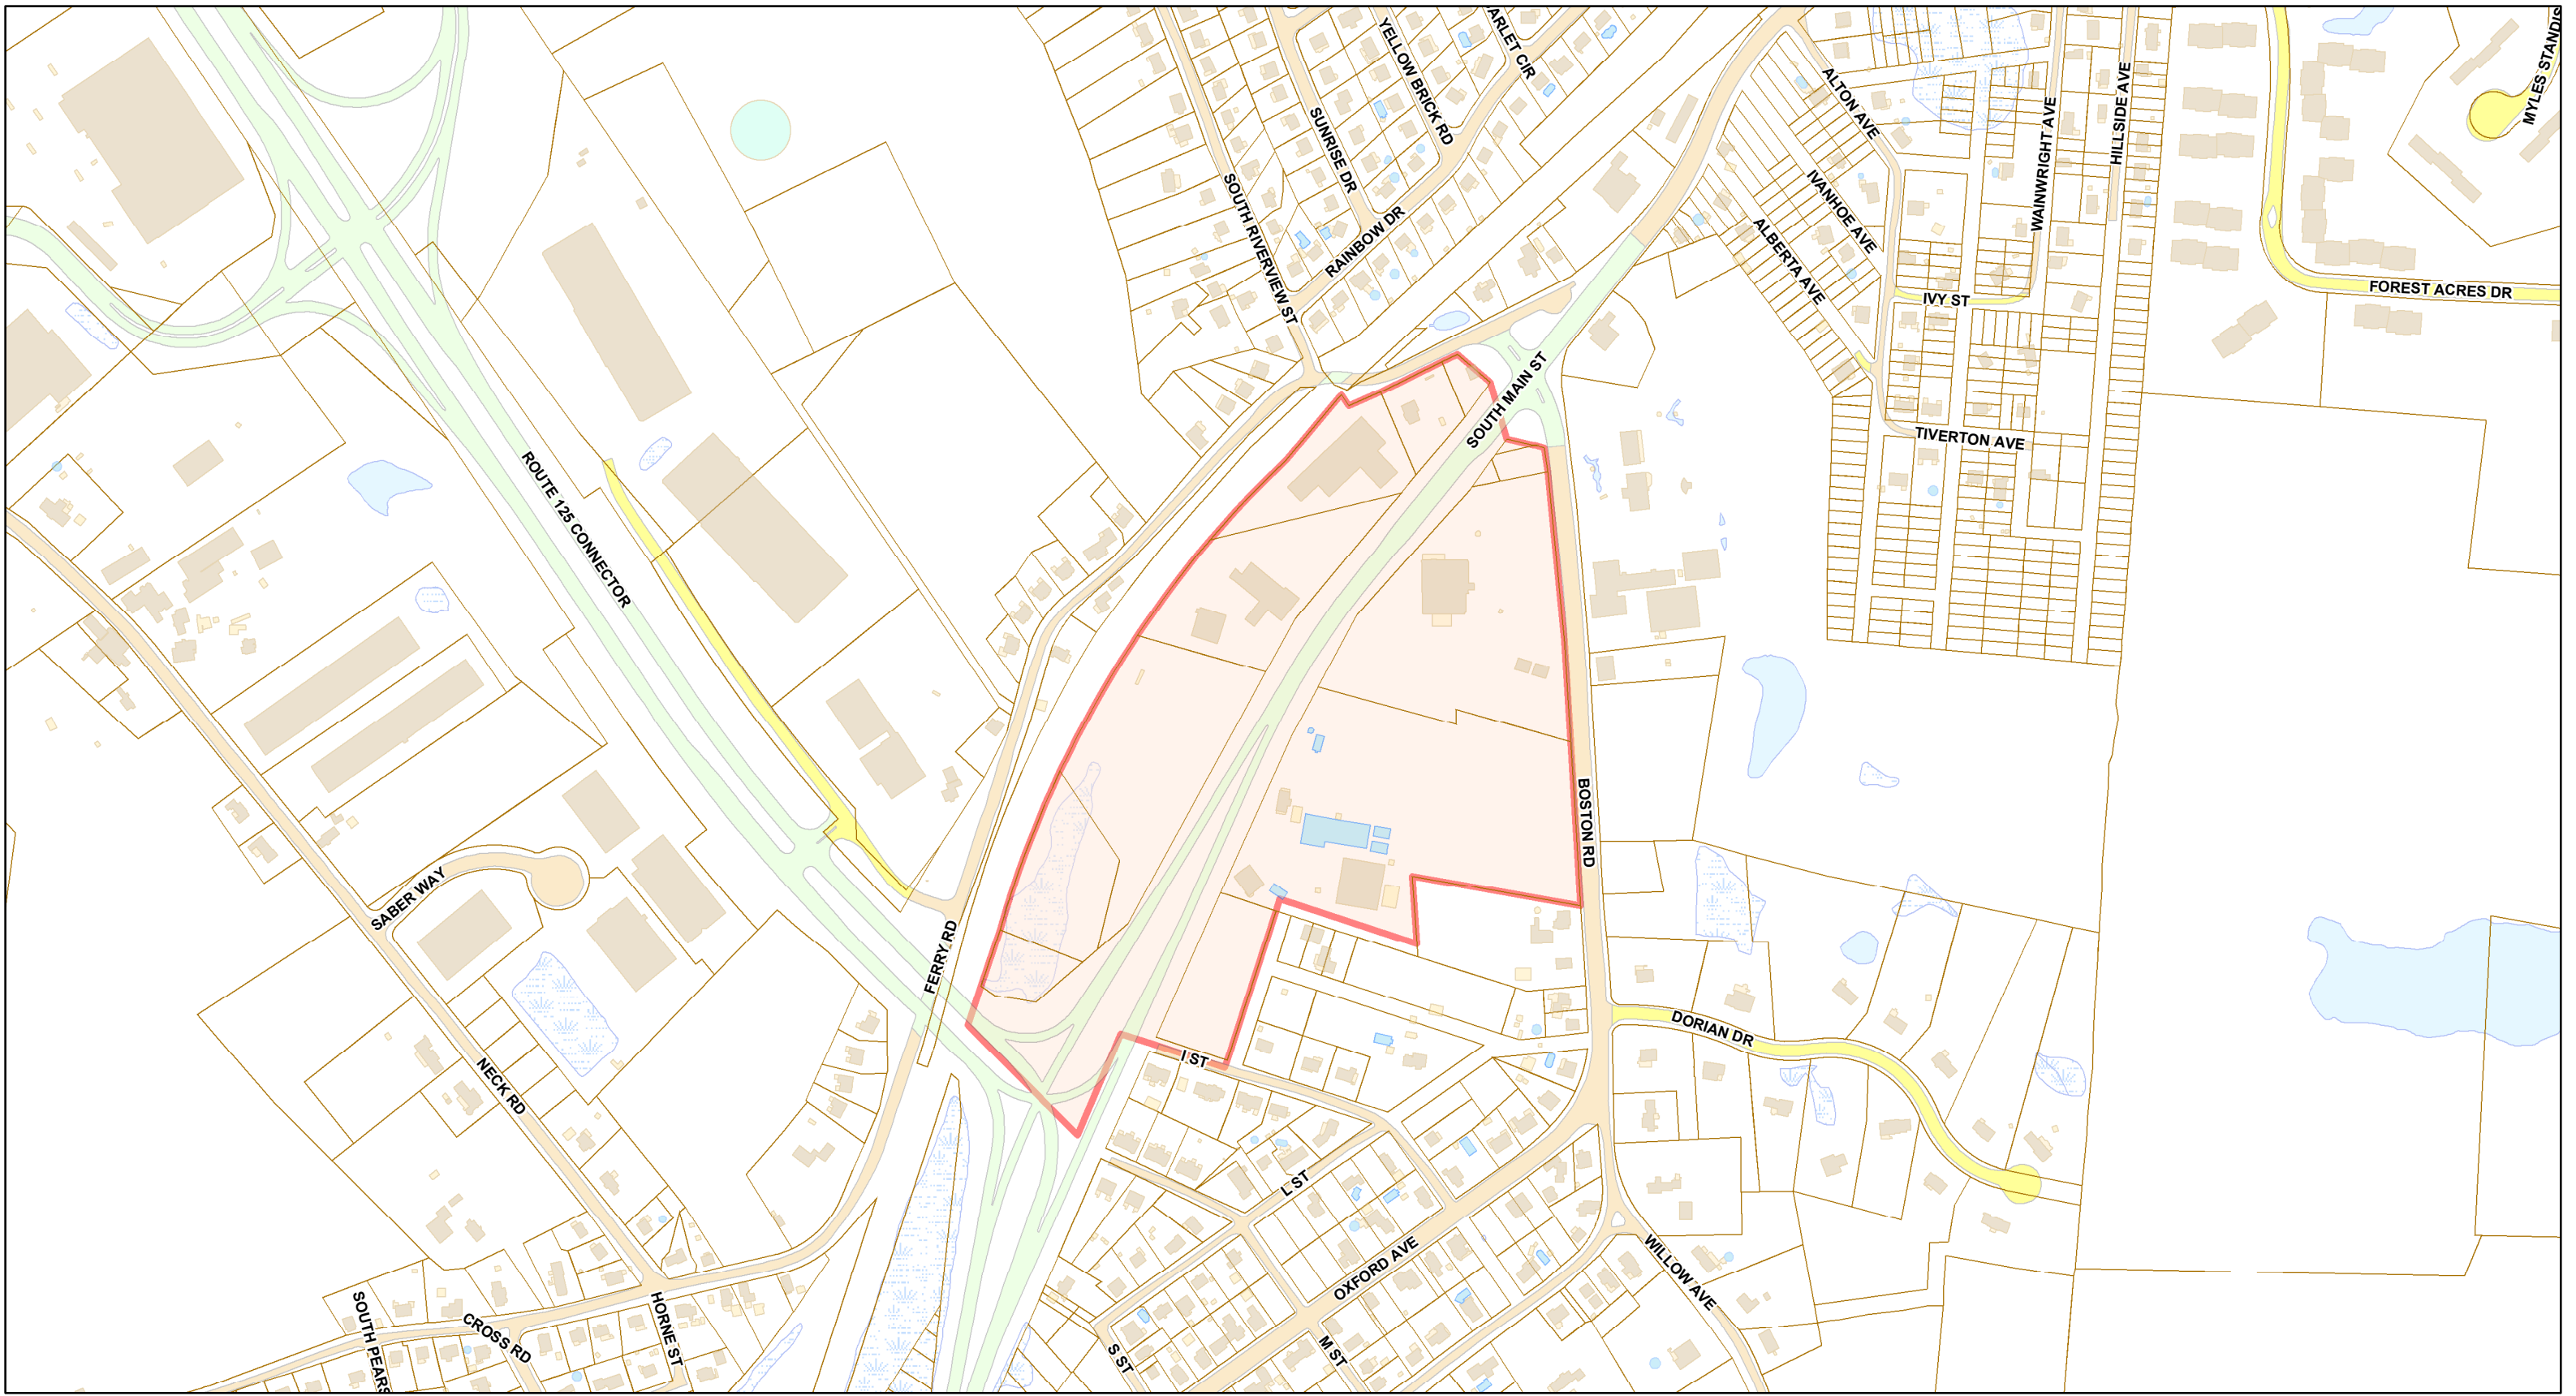 YELLOW BRICK RD
ARLET CIR
MYLES STANDIS
ALTON AVE
HILLSIDE AVE
WAINWRIGHT AVE
SUNRISE DR
IVANHOE AVE
SOUTH RIVERVIEW ST
RAINBOW DR
ALBERTA AVE
IVY ST
FOREST ACRES DR
SOUTH MAIN ST
TIVERTON AVE
ROUTE 125 CONNECTOR
BOSTON RD
SABER WAY
FERRY RD
DORIAN DR
I ST
NECK RD
L ST
OXFORD AVE
WILLOW AVE
SOUTH PEARS
CROSS RD
HORNE ST
S ST
M ST